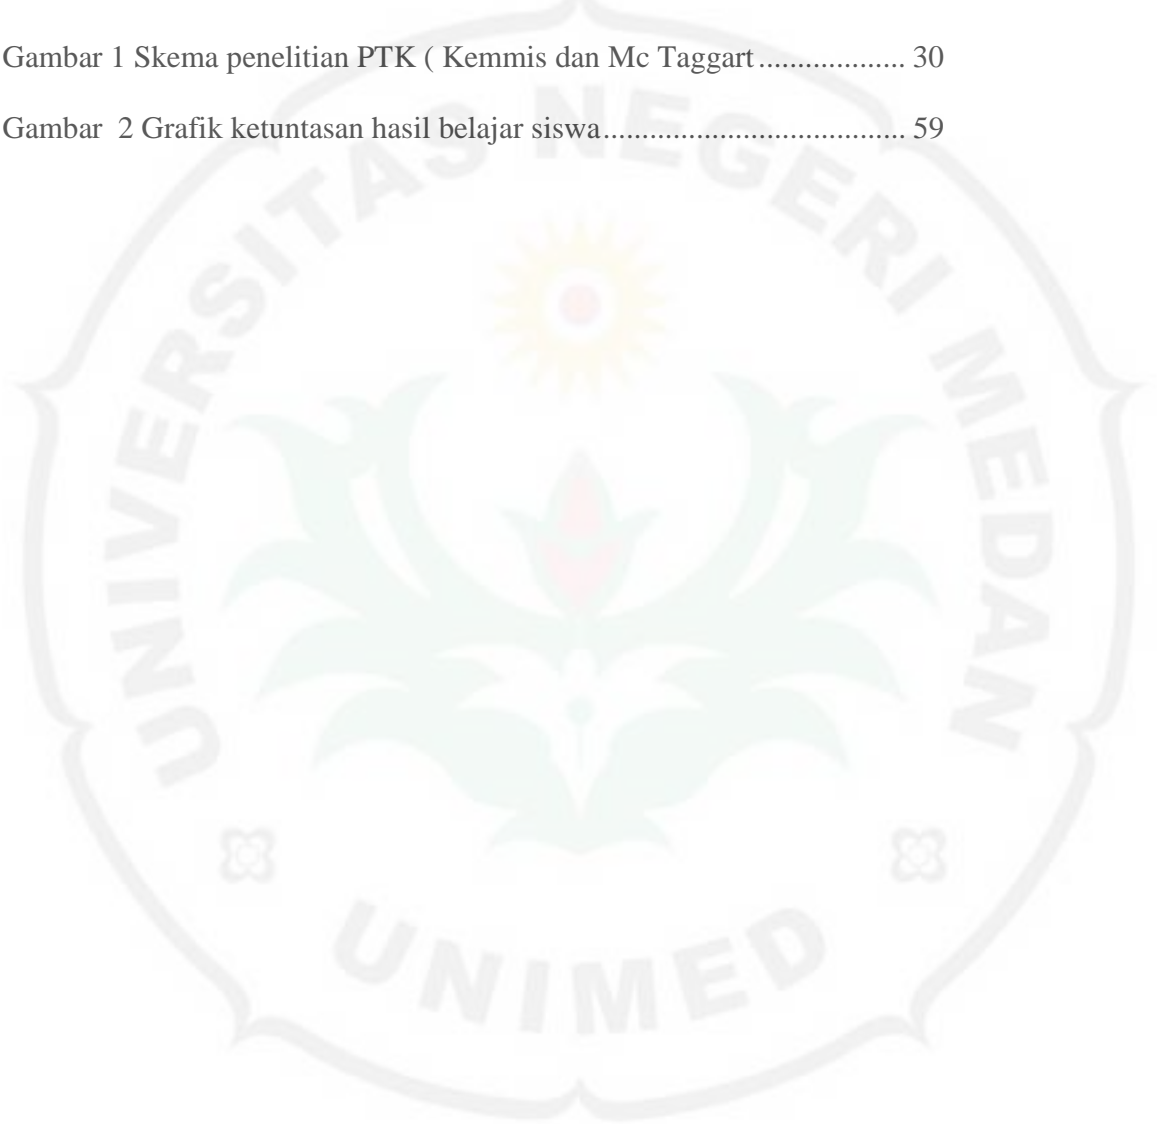 Gambar 1 Skema penelitian PTK ( Kemmis dan Mc Taggart ................... 30
Gambar  2 Grafik ketuntasan hasil belajar siswa....................................... 59
UNIVERSITAS NEGERI MEDAN
UNIMED